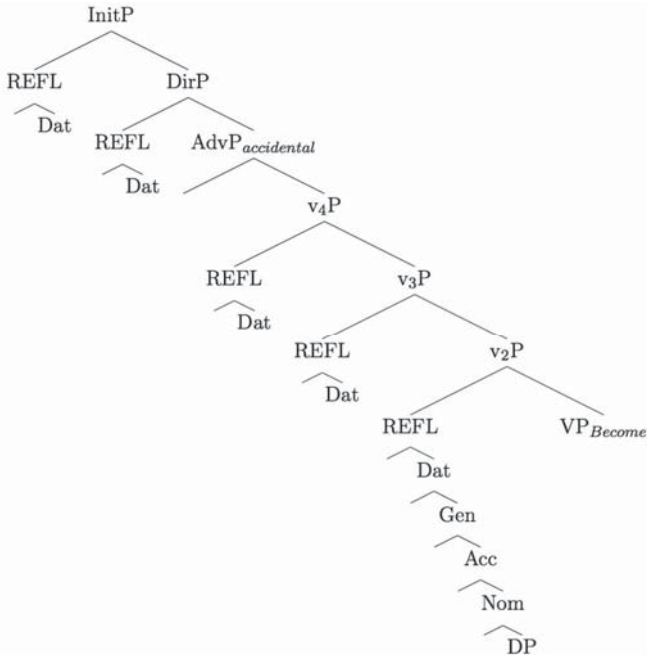 InitP
REFL DirP
Dat REFL AdvP_accidental
Dat v₄P
REFL v₃P
Dat REFL v₂P
Dat REFL VP_Become
Dat
Gen
Acc
Nom
DP